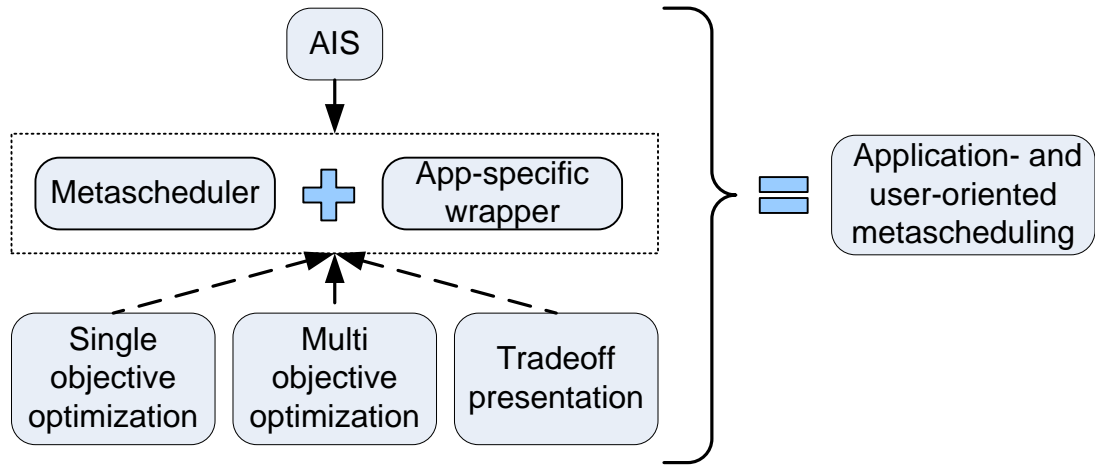 AIS
Metascheduler
App-specific
wrapper
Application- and
user-oriented
metascheduling
Single
objective
optimization
Multi
objective
optimization
Tradeoff
presentation